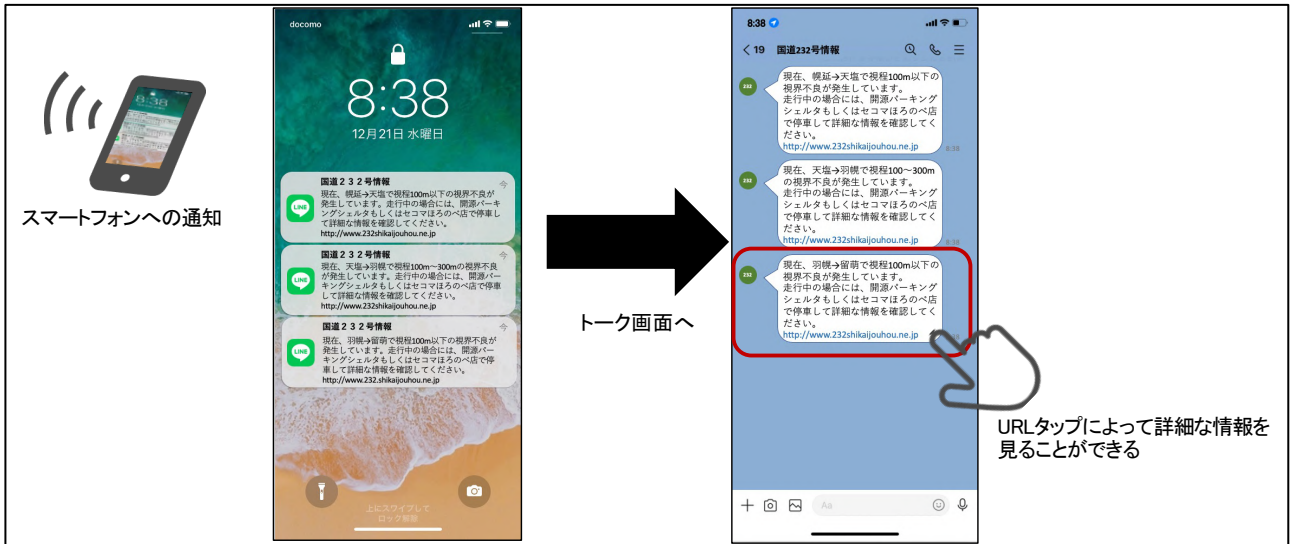 スマートフォンへの通知
docomo
8:38
12月21日 水曜日
国道２３２号情報
今
現在、幌延→天塩で視程100m以下の視界不良が
発生しています。走行中の場合には、開源パーキ
ングシェルタもしくはセコマほろのべ店で停車し
て詳細な情報を確認してください。
http://www.232shikaijouhou.ne.jp
LINE
国道２３２号情報
今
現在、天塩→羽幌で視程100m～300mの視界不良
が発生しています。走行中の場合には、開源パー
キングシェルタもしくはセコマほろのべ店で停車
して詳細な情報を確認してください。
http://www.232shikaijouhou.ne.jp
LINE
国道２３２号情報
今
現在、羽幌→留萌で視程100m以下の視界不良が
発生しています。走行中の場合には、開源パー
キングシェルタもしくはセコマほろのべ店で停
車して詳細な情報を確認してください。
http://www.232.shikaijouhou.ne.jp
LINE
上にスワイプして
ロック解除
トーク画面へ
8:38
19 国道232号情報
232
現在、幌延→天塩で視程100m以下の
視界不良が発生しています。
走行中の場合には、開源パーキング
シェルタもしくはセコマほろのべ店
で停車して詳細な情報を確認してく
ださい。
http://www.232shikaijouhou.ne.jp
8:38
232
現在、天塩→羽幌で視程100～300m
の視界不良が発生しています。
走行中の場合には、開源パーキング
シェルタもしくはセコマほろのべ店
で停車して詳細な情報を確認してく
ださい。
http://www.232shikaijouhou.ne.jp
8:38
232
現在、羽幌→留萌で視程100m以下の
視界不良が発生しています。
走行中の場合には、開源パーキング
シェルタもしくはセコマほろのべ店
で停車して詳細な情報を確認してく
ださい。
http://www.232shikaijouhou.ne.jp
Aa
URLタップによって詳細な情報を
見ることができる